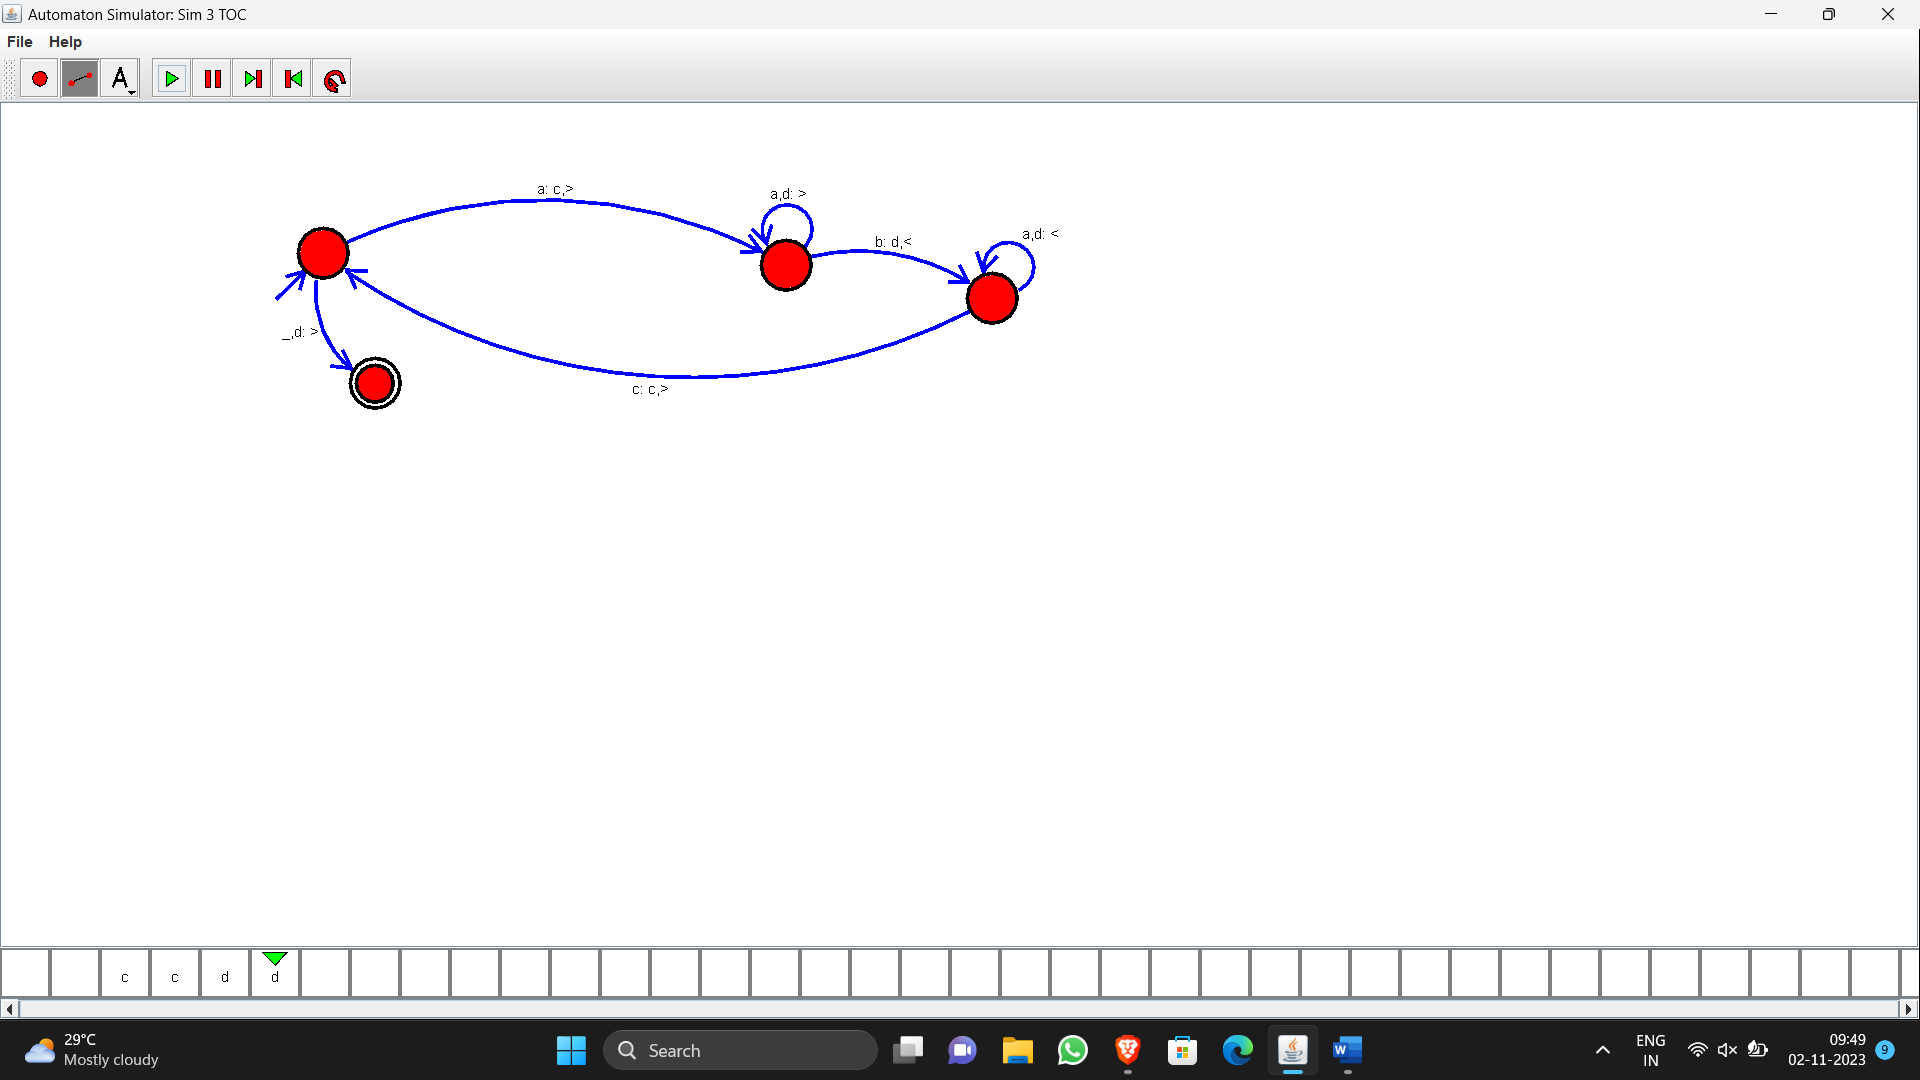 Automaton Simulator: Sim 3 TOC
File Help
A
a: c,>
a,d: >
b: d,<
a,d: <
_,d: >
c: c,>
c c d d
29°C
Mostly cloudy
Search
W
ENG
IN
09:49
02-11-2023
9